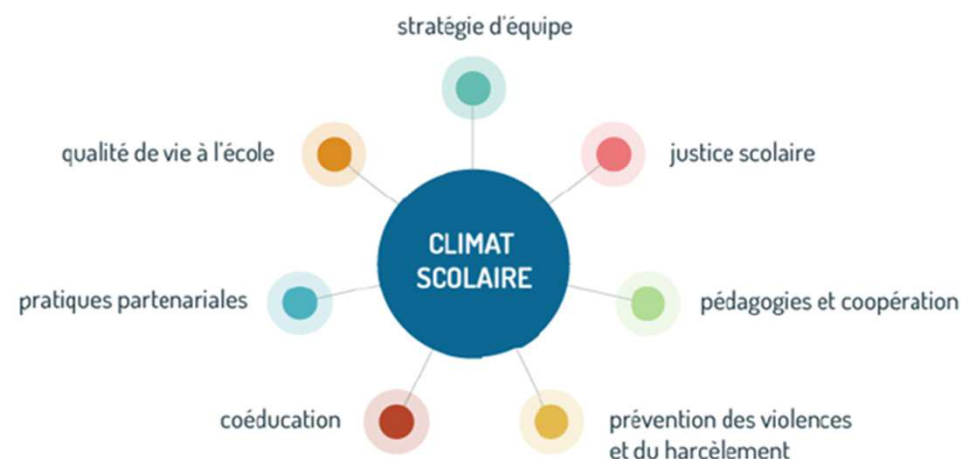 stratégie d'équipe
qualité de vie à l'école
justice scolaire
CLIMAT
SCOLAIRE
pratiques partenariales
pédagogies et coopération
coéducation
prévention des violences
et du harcèlement